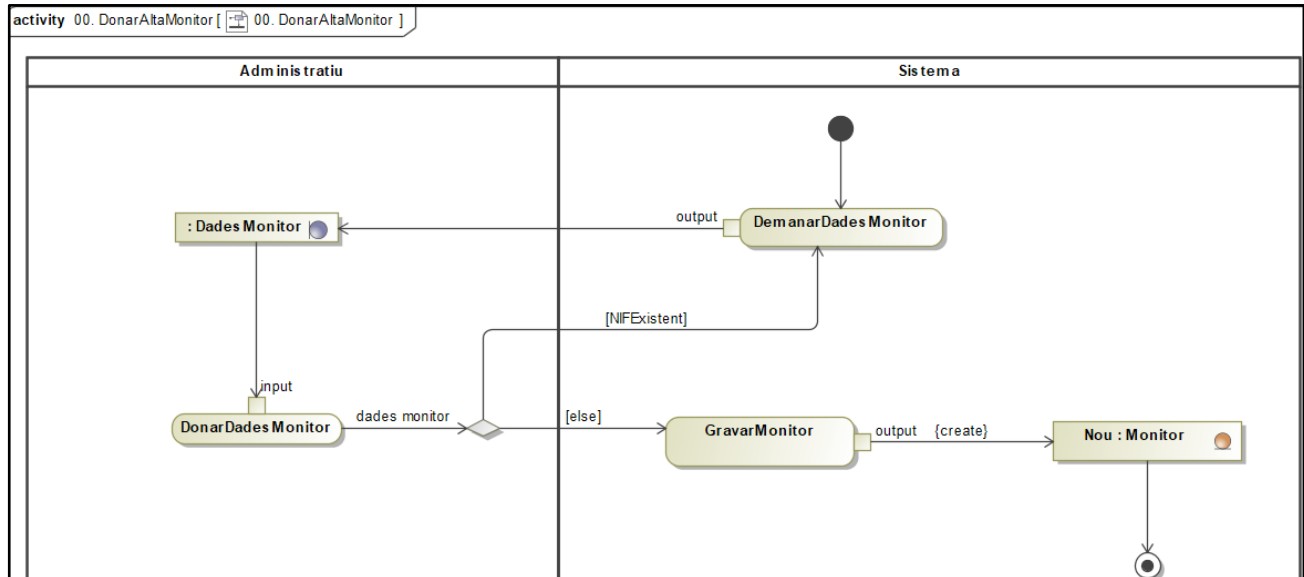 activity 00. DonarAltaMonitor [ 00. DonarAltaMonitor ]
Administratiu
Sistema
output
DemanarDadesMonitor
: DadesMonitor
[NIFExistent]
input
DonarDadesMonitor
dades monitor
[else]
GravarMonitor
output {create}
Nou : Monitor